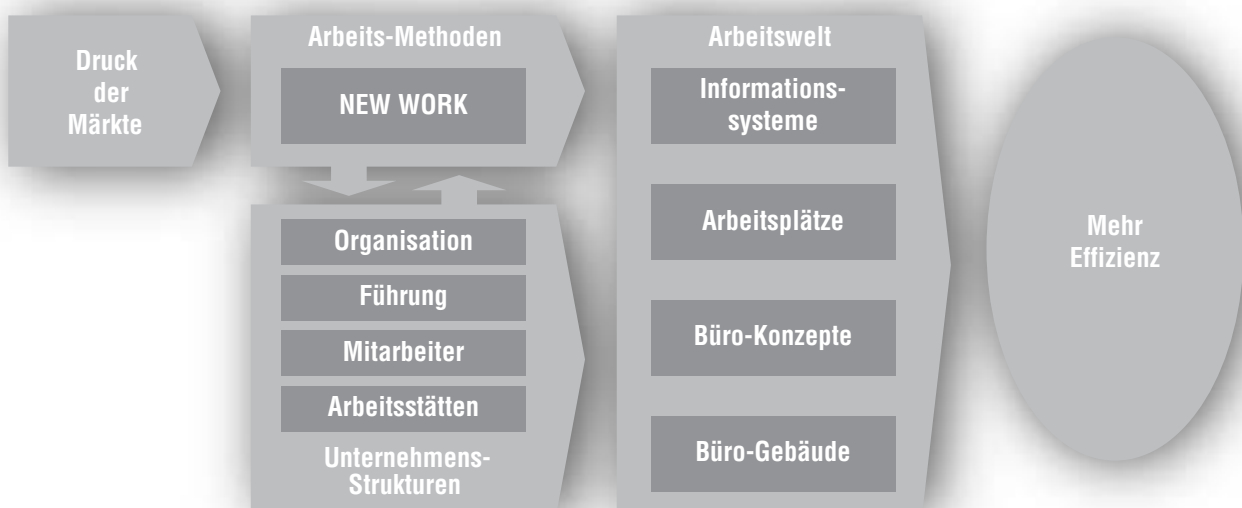 Druck
der
Märkte
Arbeits-Methoden
NEW WORK
Organisation
Führung
Mitarbeiter
Arbeitsstätten
Unternehmens-
Strukturen
Arbeitswelt
Informations-
systeme
Arbeitsplätze
Büro-Konzepte
Büro-Gebäude
Mehr
Effizienz